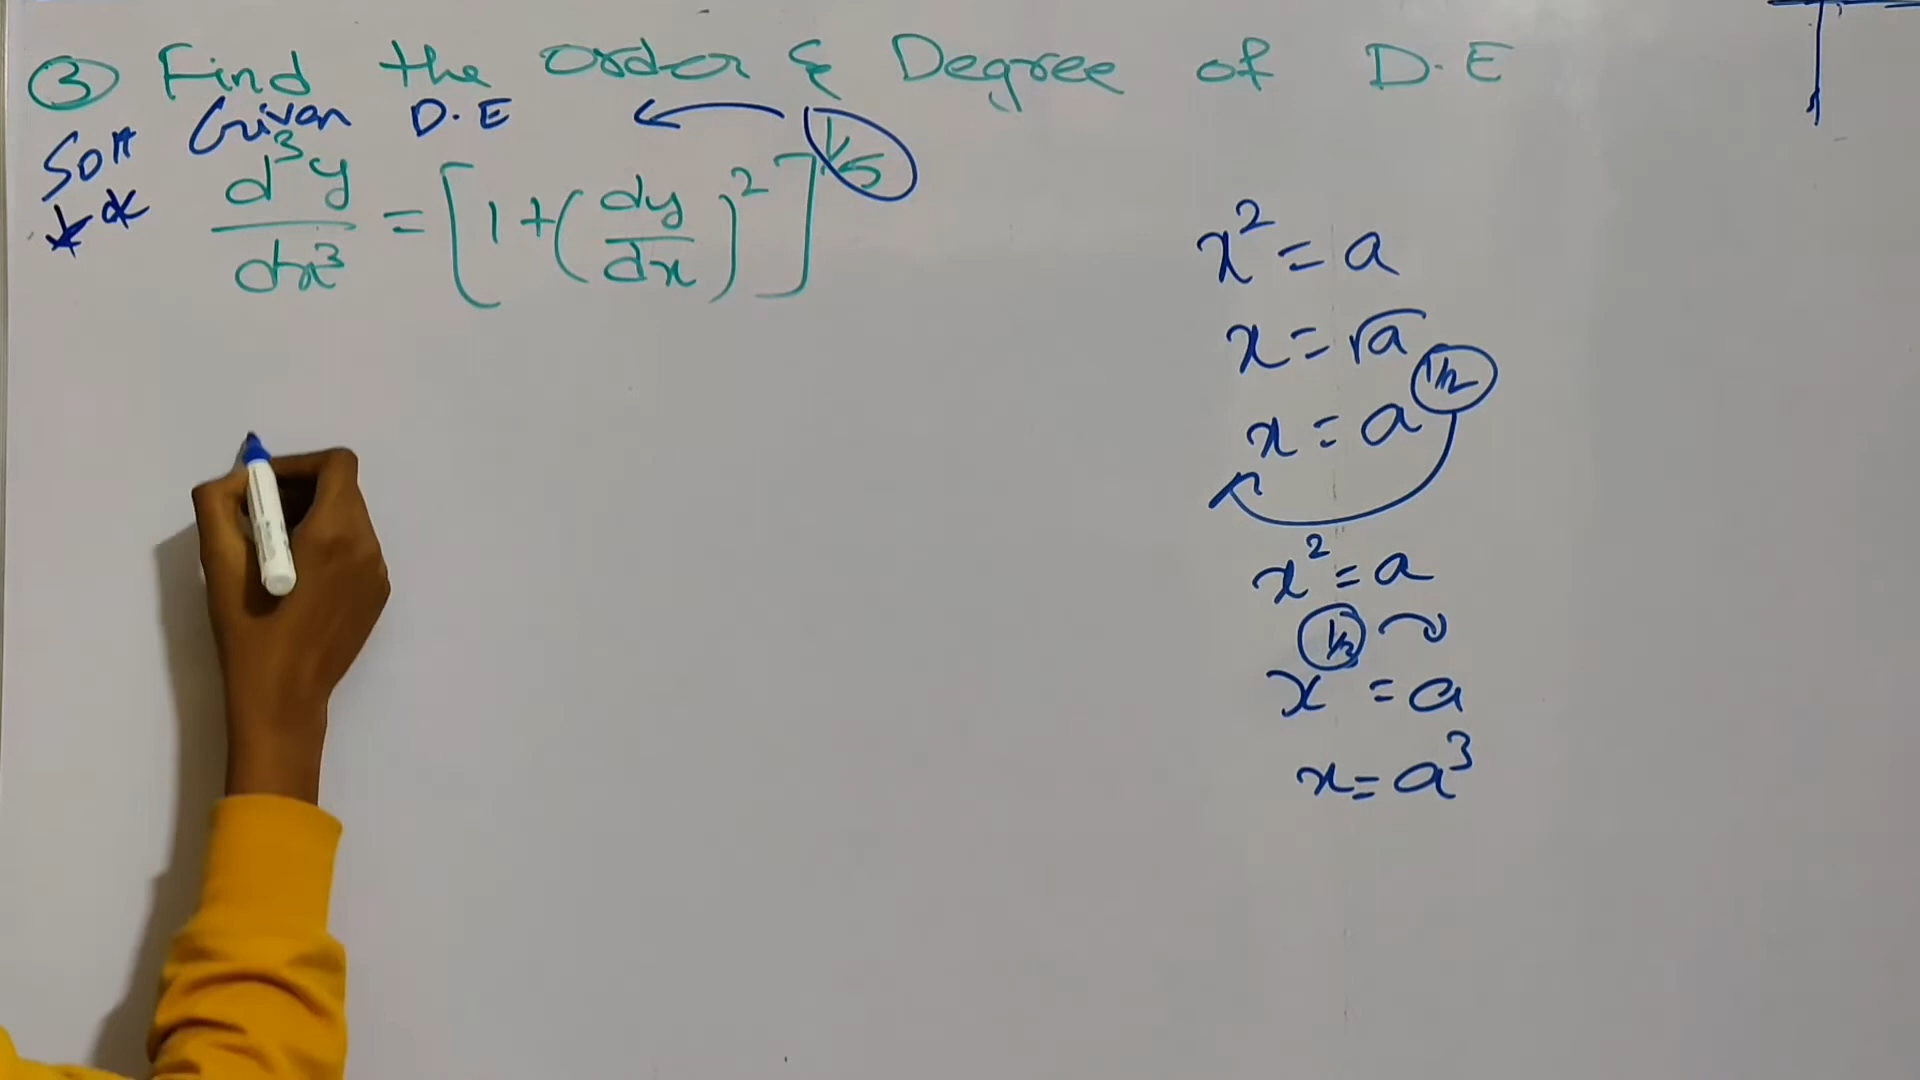 ③ Find the Order & Degree of D.E
Soln Given D.E
** d³y/dx³ = [1+(dy/dx)²]^1/5
x² = a
x = √a
x = a^1/2
x² = a
x^1/3 = a
x = a³